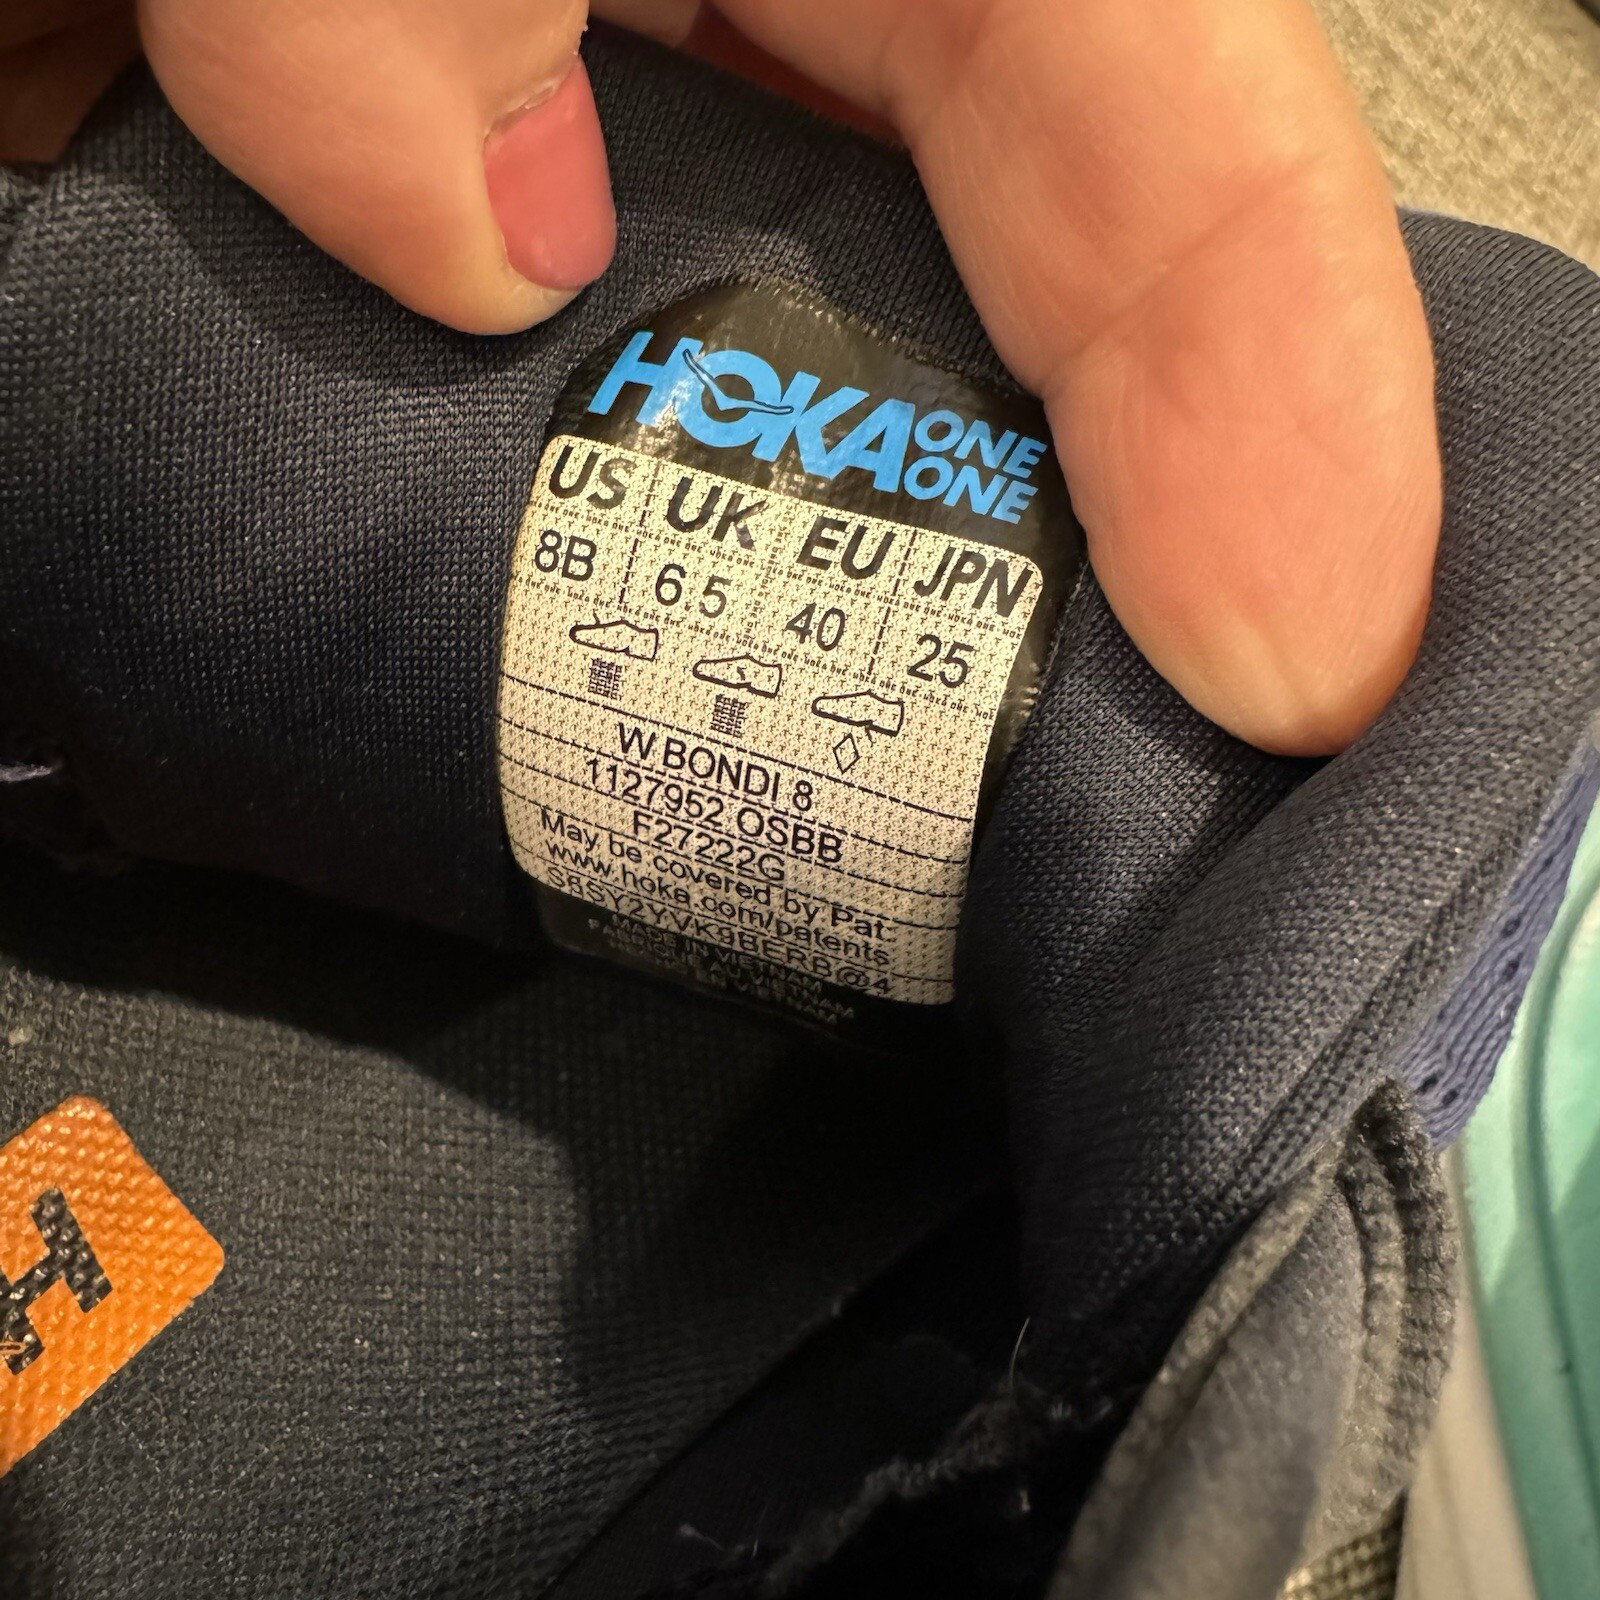 HOKA ONE ONE
US UK EU JPN
8B 6.5 40 25
W BONDI 8
1127952 OSBB
F27222G
May be covered by Pat.
www.hoka.com/patents
S6SY2YVK9BERB@4
MADE IN VIETNAM
H